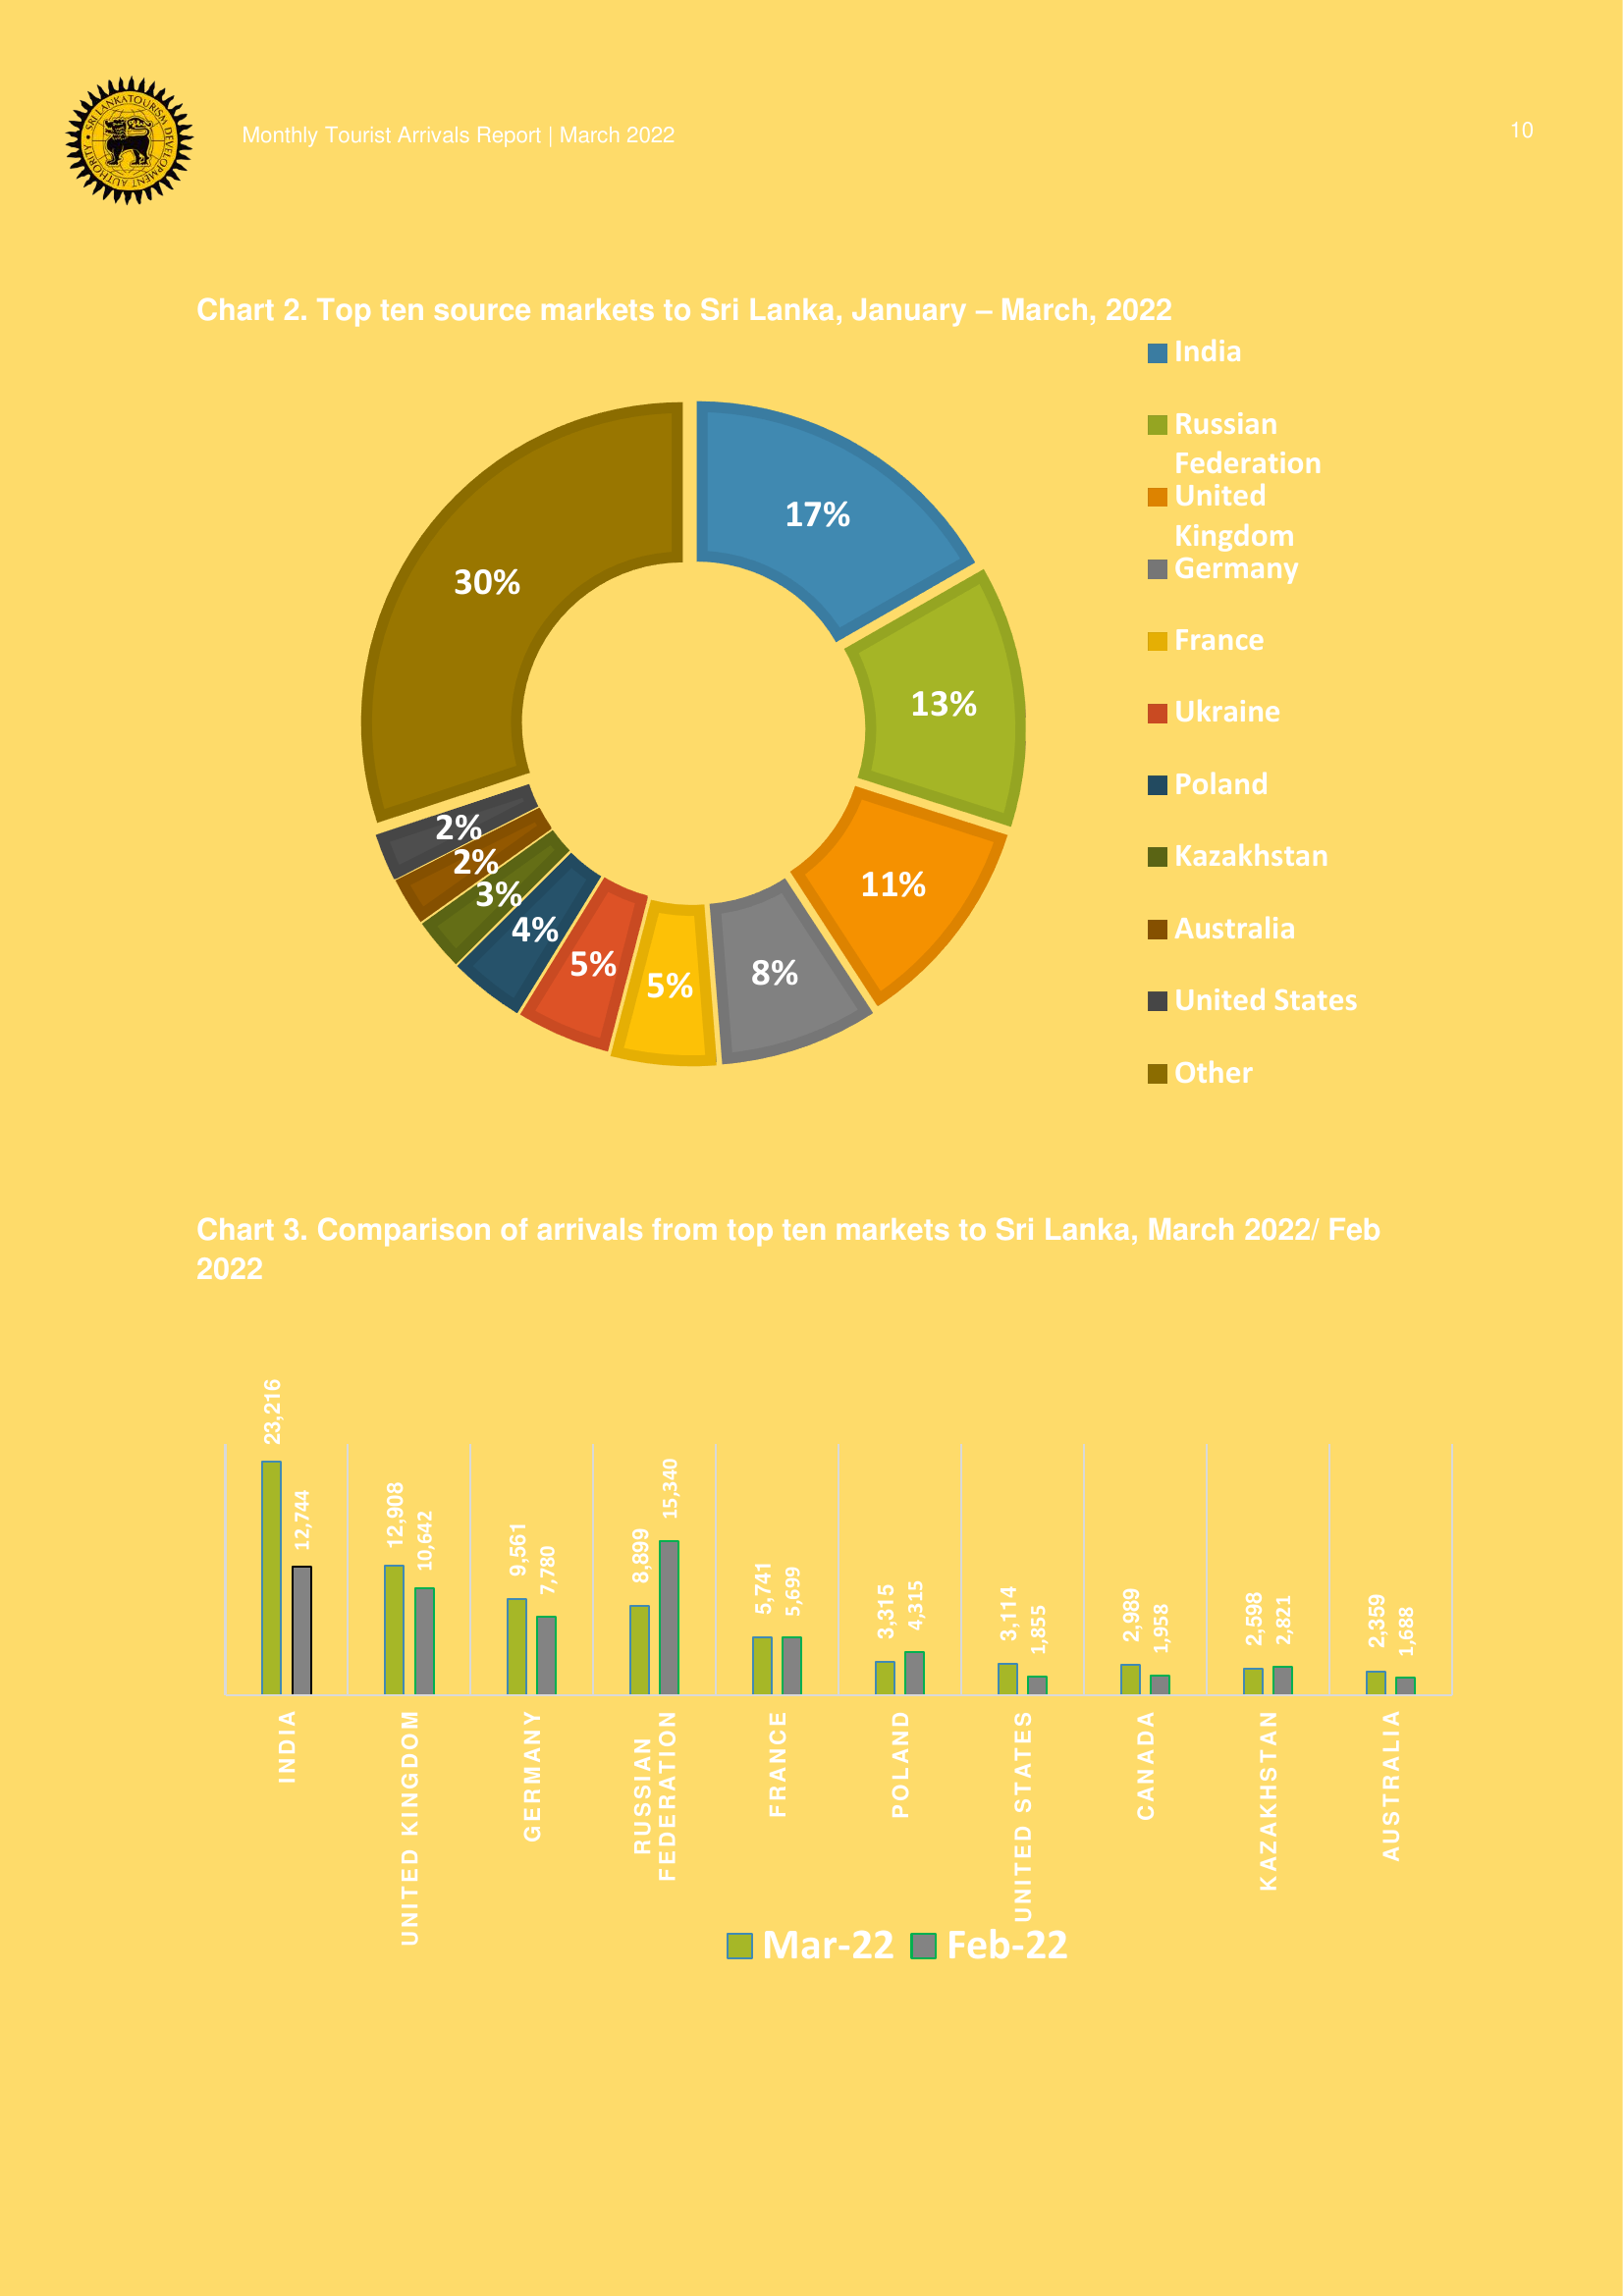 SRI LANKA TOURISM DEVELOPMENT AUTHORITY
Monthly Tourist Arrivals Report | March 2022
10
Chart 2. Top ten source markets to Sri Lanka, January – March, 2022
17%
13%
11%
8%
5%
5%
4%
3%
2%
2%
30%
India
Russian
Federation
United
Kingdom
Germany
France
Ukraine
Poland
Kazakhstan
Australia
United States
Other
Chart 3. Comparison of arrivals from top ten markets to Sri Lanka, March 2022/ Feb
2022
23,216
12,744
12,908
10,642
9,561
7,780
8,899
15,340
5,741
5,699
3,315
4,315
3,114
1,855
2,989
1,958
2,598
2,821
2,359
1,688
INDIA
UNITED KINGDOM
GERMANY
RUSSIAN
FEDERATION
FRANCE
POLAND
UNITED STATES
CANADA
KAZAKHSTAN
AUSTRALIA
Mar-22
Feb-22